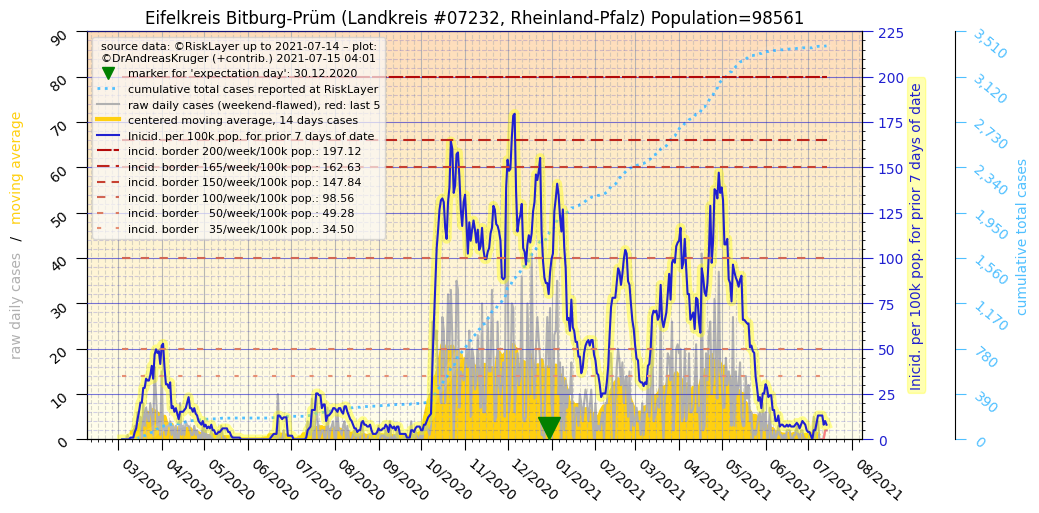 Eifelkreis Bitburg-Prüm (Landkreis #07232, Rheinland-Pfalz) Population=98561
source data: ©RiskLayer up to 2021-07-14 – plot:
©DrAndreasKruger (+contrib.) 2021-07-15 04:01
marker for 'expectation day': 30.12.2020
cumulative total cases reported at RiskLayer
raw daily cases (weekend-flawed), red: last 5
centered moving average, 14 days cases
Inicid. per 100k pop. for prior 7 days of date
incid. border 200/week/100k pop.: 197.12
incid. border 165/week/100k pop.: 162.63
incid. border 150/week/100k pop.: 147.84
incid. border 100/week/100k pop.: 98.56
incid. border 50/week/100k pop.: 49.28
incid. border 35/week/100k pop.: 34.50
raw daily cases / moving average
90
80
70
60
50
40
30
20
10
0
03/2020
04/2020
05/2020
06/2020
07/2020
08/2020
09/2020
10/2020
11/2020
12/2020
01/2021
02/2021
03/2021
04/2021
05/2021
06/2021
07/2021
08/2021
225
200
175
150
125
100
75
50
25
0
Inicid. per 100k pop. for prior 7 days of date
3,510
3,120
2,730
2,340
1,950
1,560
1,170
780
390
0
cumulative total cases